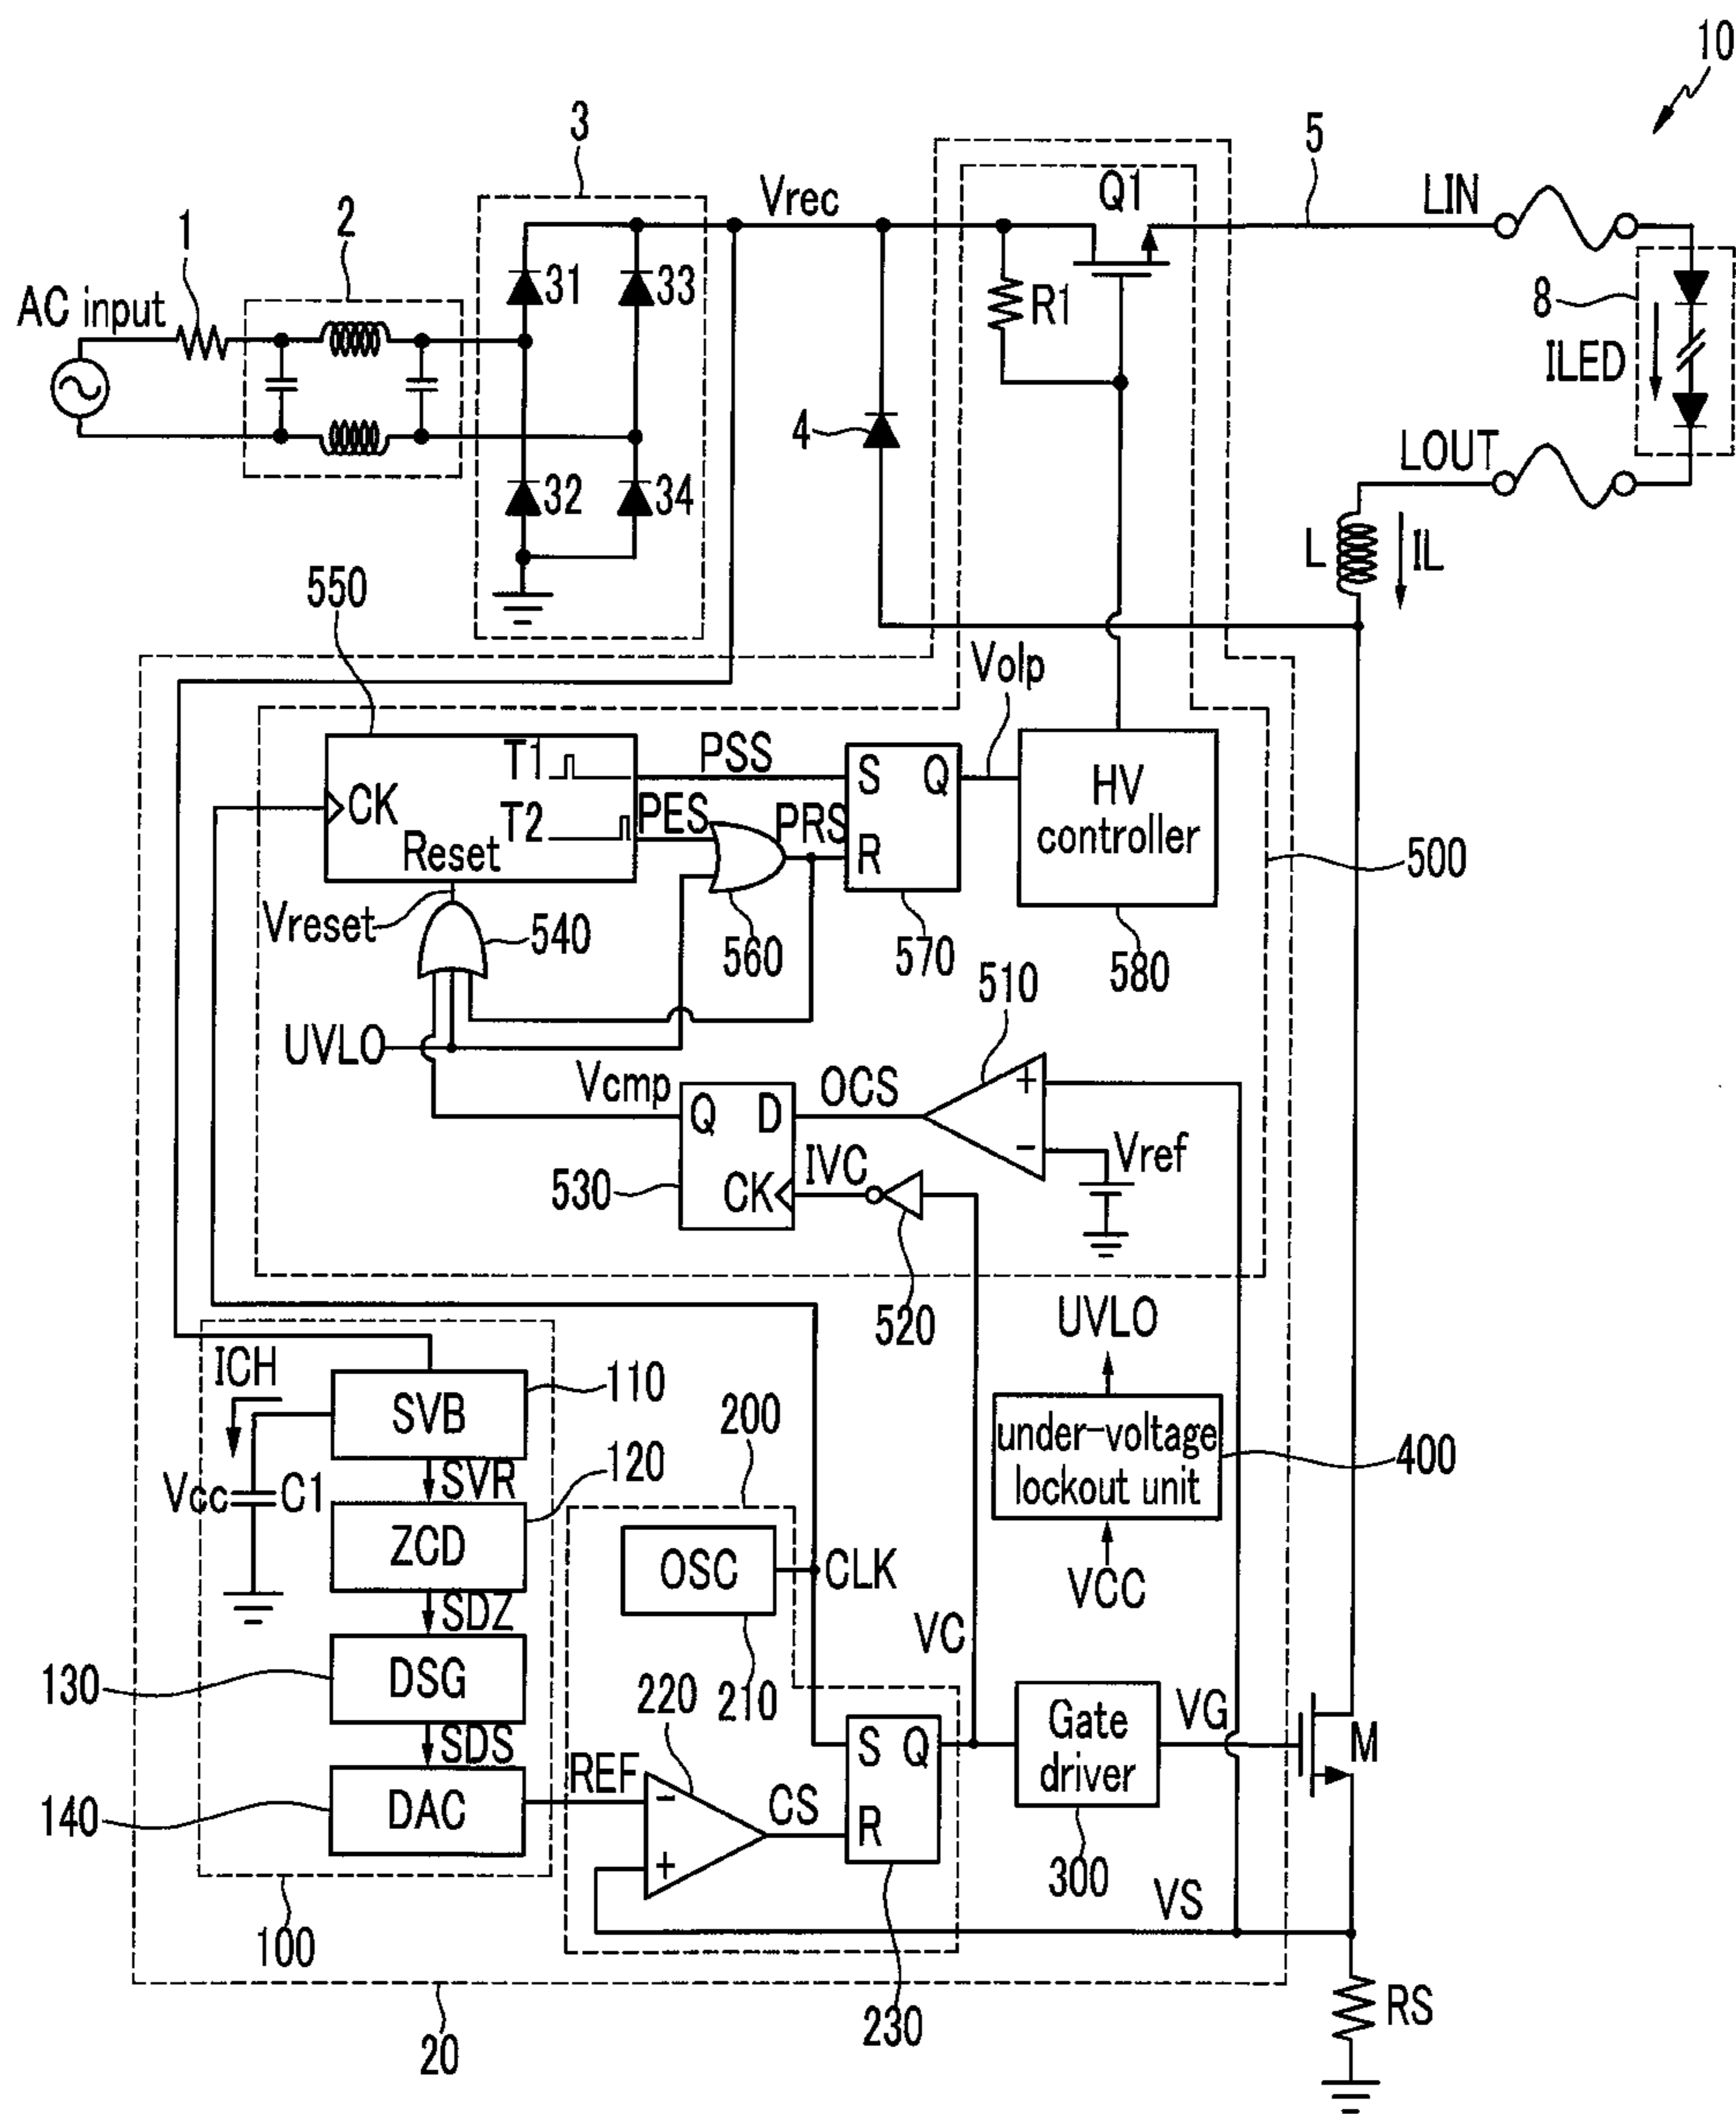 10
3
5
Vrec
Q1
LIN
1
2
AC input
31
33
R1
8
ILED
4
LOUT
32
34
L
IL
550
Volp
T1
PSS
S
Q
HV
controller
CK
T2
PES
PRS
R
Reset
500
Vreset
540
560
570
580
510
UVLO
Vcmp
OCS
+
Q
D
-
Vref
530
IVC
CK
520
UVLO
ICH
SVB
110
200
under-voltage
lockout unit
400
SVR
120
Vcc
C1
ZCD
OSC
CLK
VCC
SDZ
VC
130
DSG
220
210
Gate
driver
VG
M
SDS
S
Q
REF
140
DAC
-
CS
R
+
300
VS
100
20
230
RS